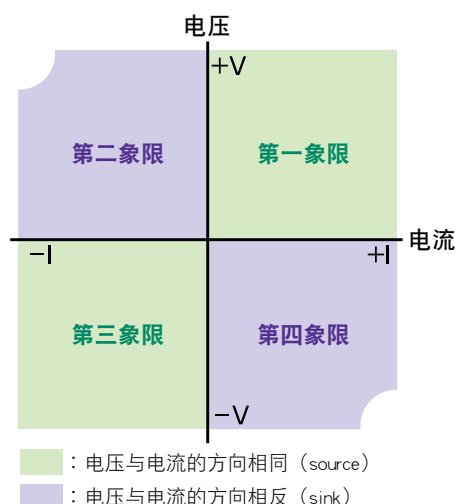 电压
+V
第二象限 第一象限
电流
−I +I
第三象限 第四象限
−V
：电压与电流的方向相同（source）
：电压与电流的方向相反（sink）